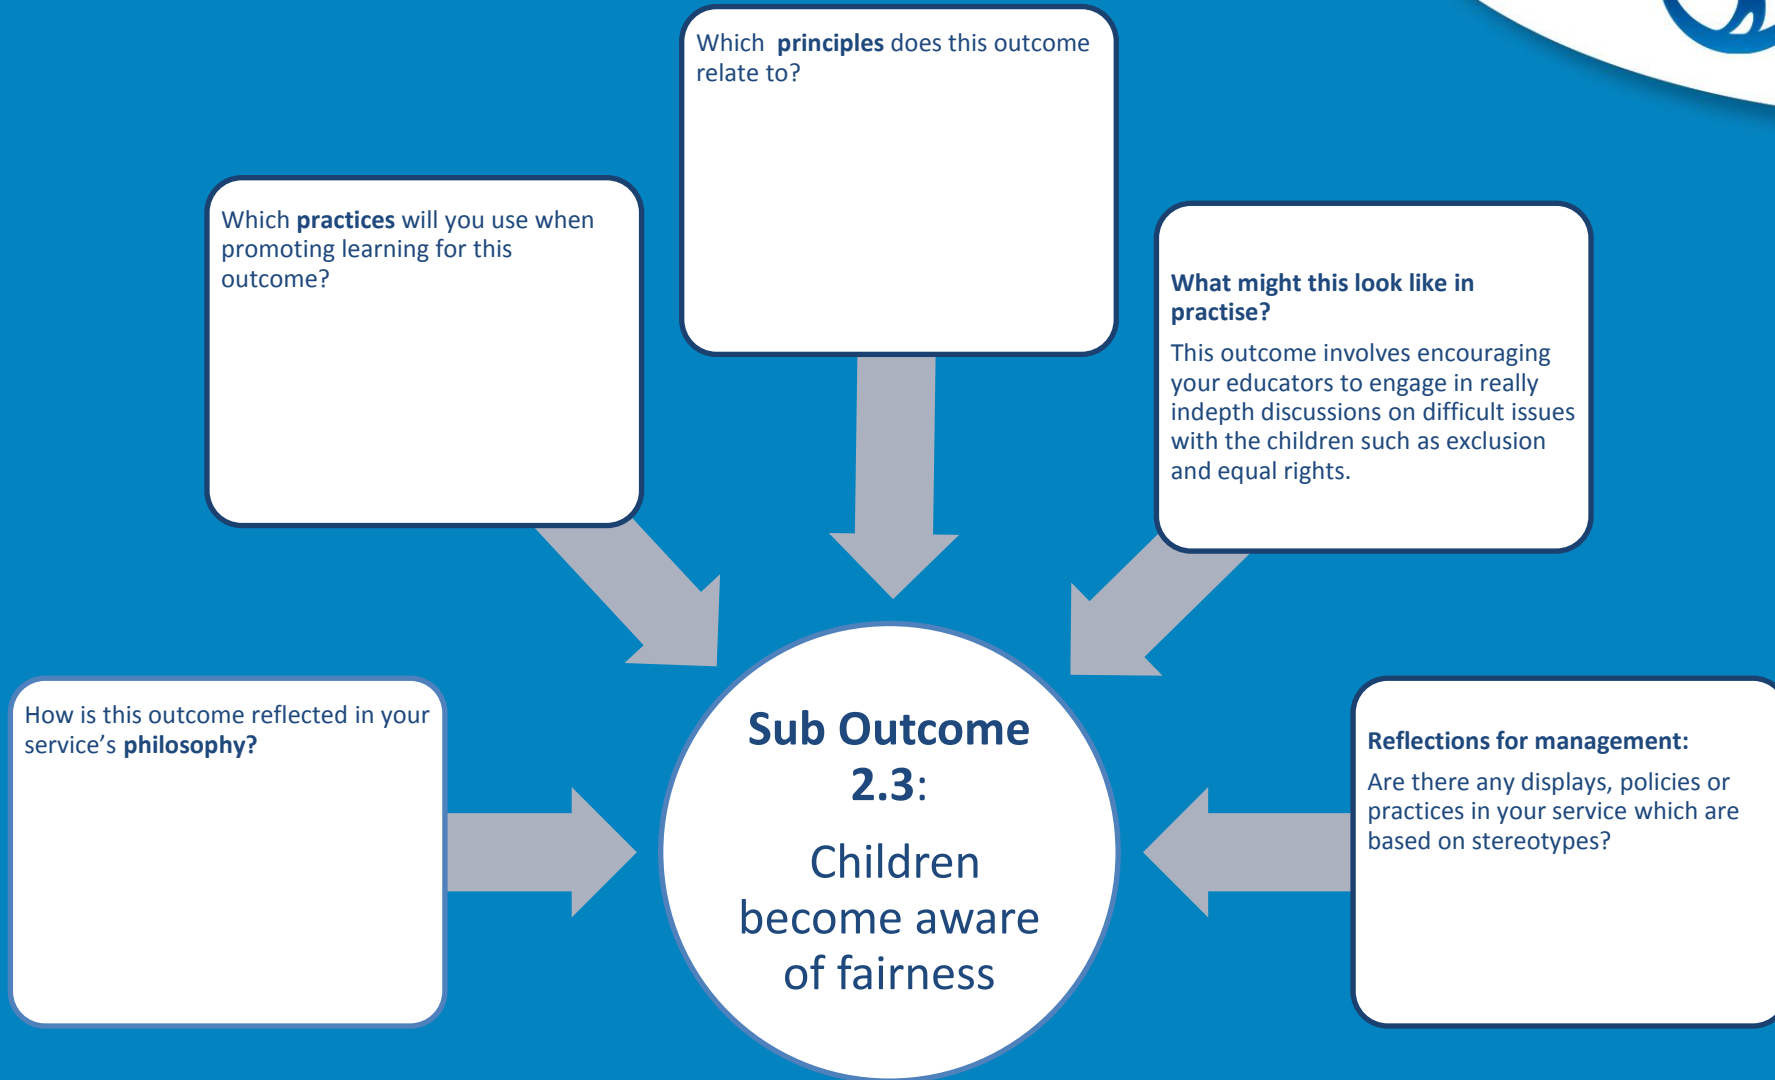 Which  principles does this outcome
relate to?
Which practices will you use when
promoting learning for this
outcome?
What might this look like in
practise?
This outcome involves encouraging
your educators to engage in really
indepth discussions on difficult issues
with the children such as exclusion
and equal rights.
How is this outcome reflected in your
service’s philosophy?
Sub Outcome
2.3:
Children
become aware
of fairness
Reflections for management:
Are there any displays, policies or
practices in your service which are
based on stereotypes?